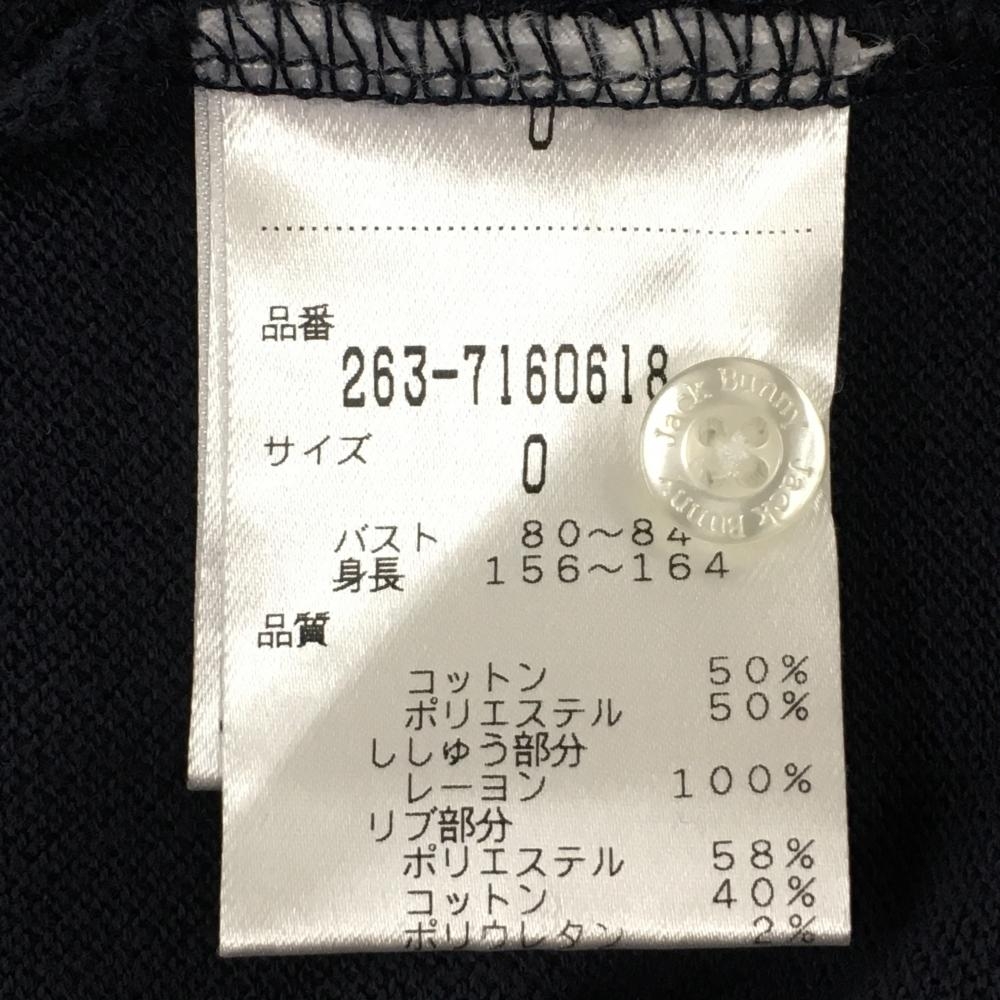 0
品番
263-7160618
サイズ 0
バスト 80～84
身長 156～164
品質
コットン 50%
ポリエステル 50%
ししゅう部分
レーヨン 100%
リブ部分
ポリエステル 58%
コットン 40%
ポリウレタン 2%
Jack Bunny
Jack Bunny